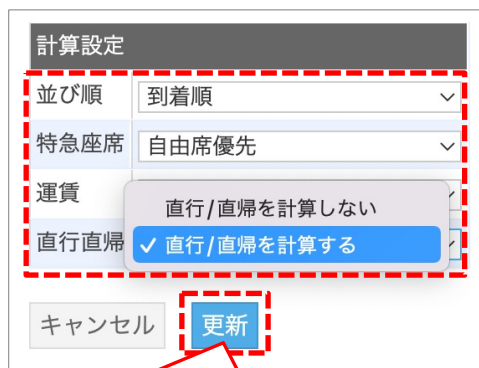 計算設定
並び順 到着順
特急座席 自由席優先
運賃
直行/直帰を計算しない
直行直帰 ✓ 直行/直帰を計算する
キャンセル 更新